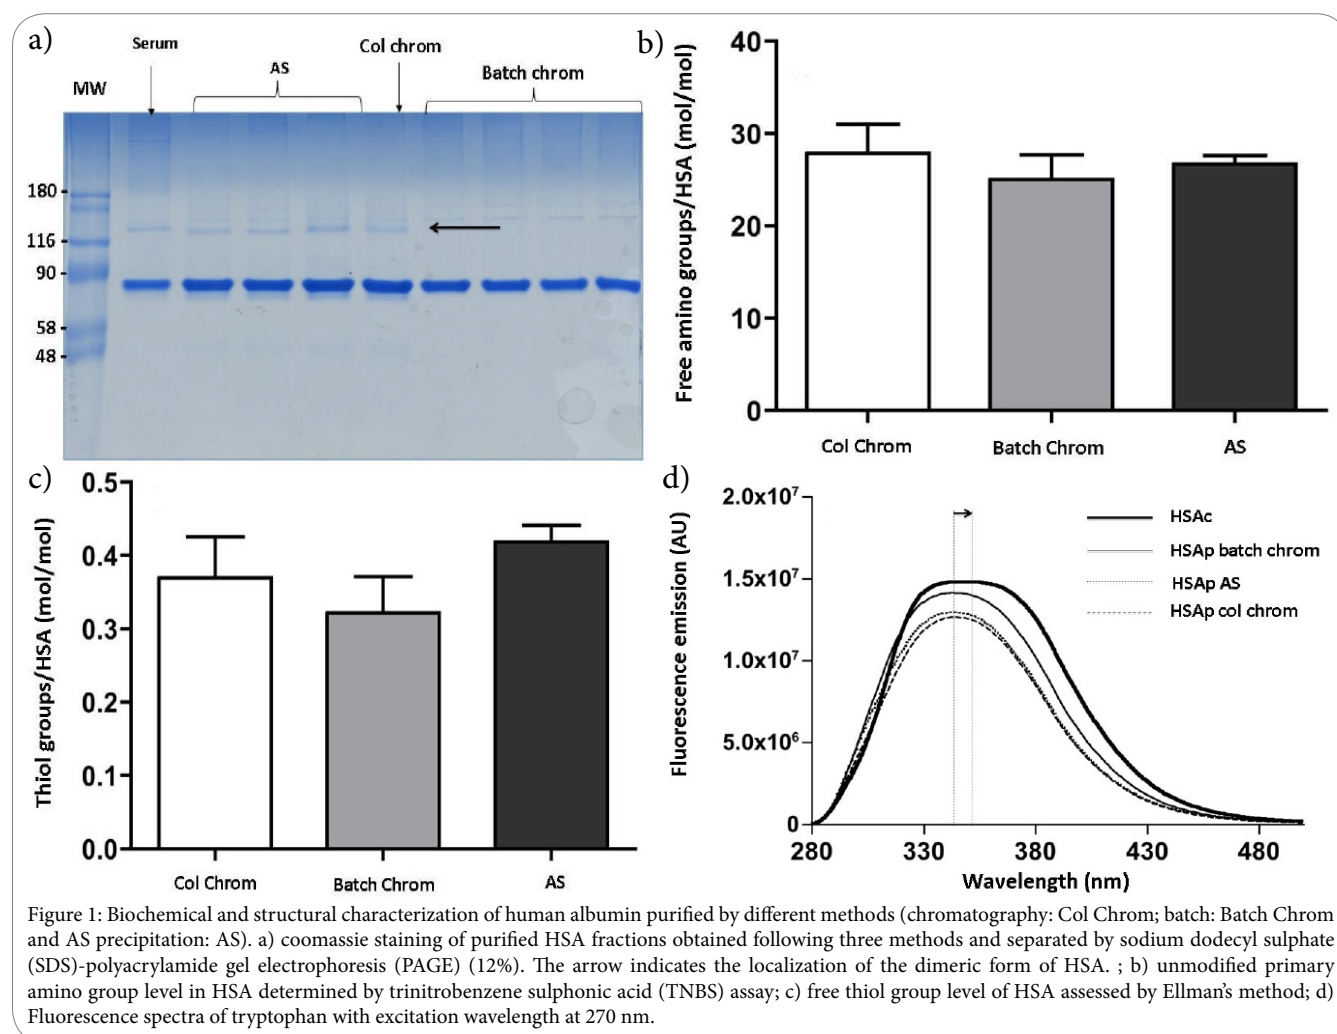 a)
Serum
Col chrom
AS
Batch chrom
MW
180
116
90
58
48
b)
Free amino groups/HSA (mol/mol)
40
30
20
10
0
Col Chrom
Batch Chrom
AS
c)
Thiol groups/HSA (mol/mol)
0.5
0.4
0.3
0.2
0.1
0.0
Col Chrom
Batch Chrom
AS
d)
Fluorescence emission (AU)
2.0x10⁷
1.5x10⁷
1.0x10⁷
5.0x10⁶
0
HSAc
HSAp batch chrom
HSAp AS
HSAp col chrom
280
330
380
430
480
Wavelength (nm)
Figure 1: Biochemical and structural characterization of human albumin purified by different methods (chromatography: Col Chrom; batch: Batch Chrom
and AS precipitation: AS). a) coomassie staining of purified HSA fractions obtained following three methods and separated by sodium dodecyl sulphate
(SDS)-polyacrylamide gel electrophoresis (PAGE) (12%). The arrow indicates the localization of the dimeric form of HSA. ; b) unmodified primary
amino group level in HSA determined by trinitrobenzene sulphonic acid (TNBS) assay; c) free thiol group level of HSA assessed by Ellman's method; d)
Fluorescence spectra of tryptophan with excitation wavelength at 270 nm.